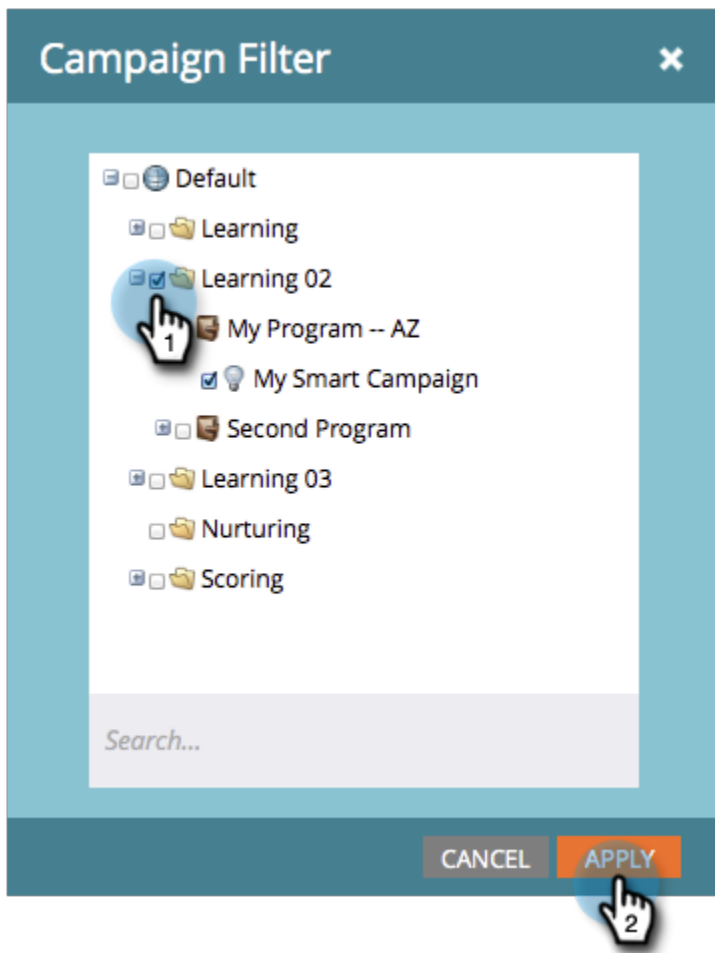 Campaign Filter
Default
Learning
Learning 02
1
My Program -- AZ
My Smart Campaign
Second Program
Learning 03
Nurturing
Scoring
Search...
CANCEL APPLY
2